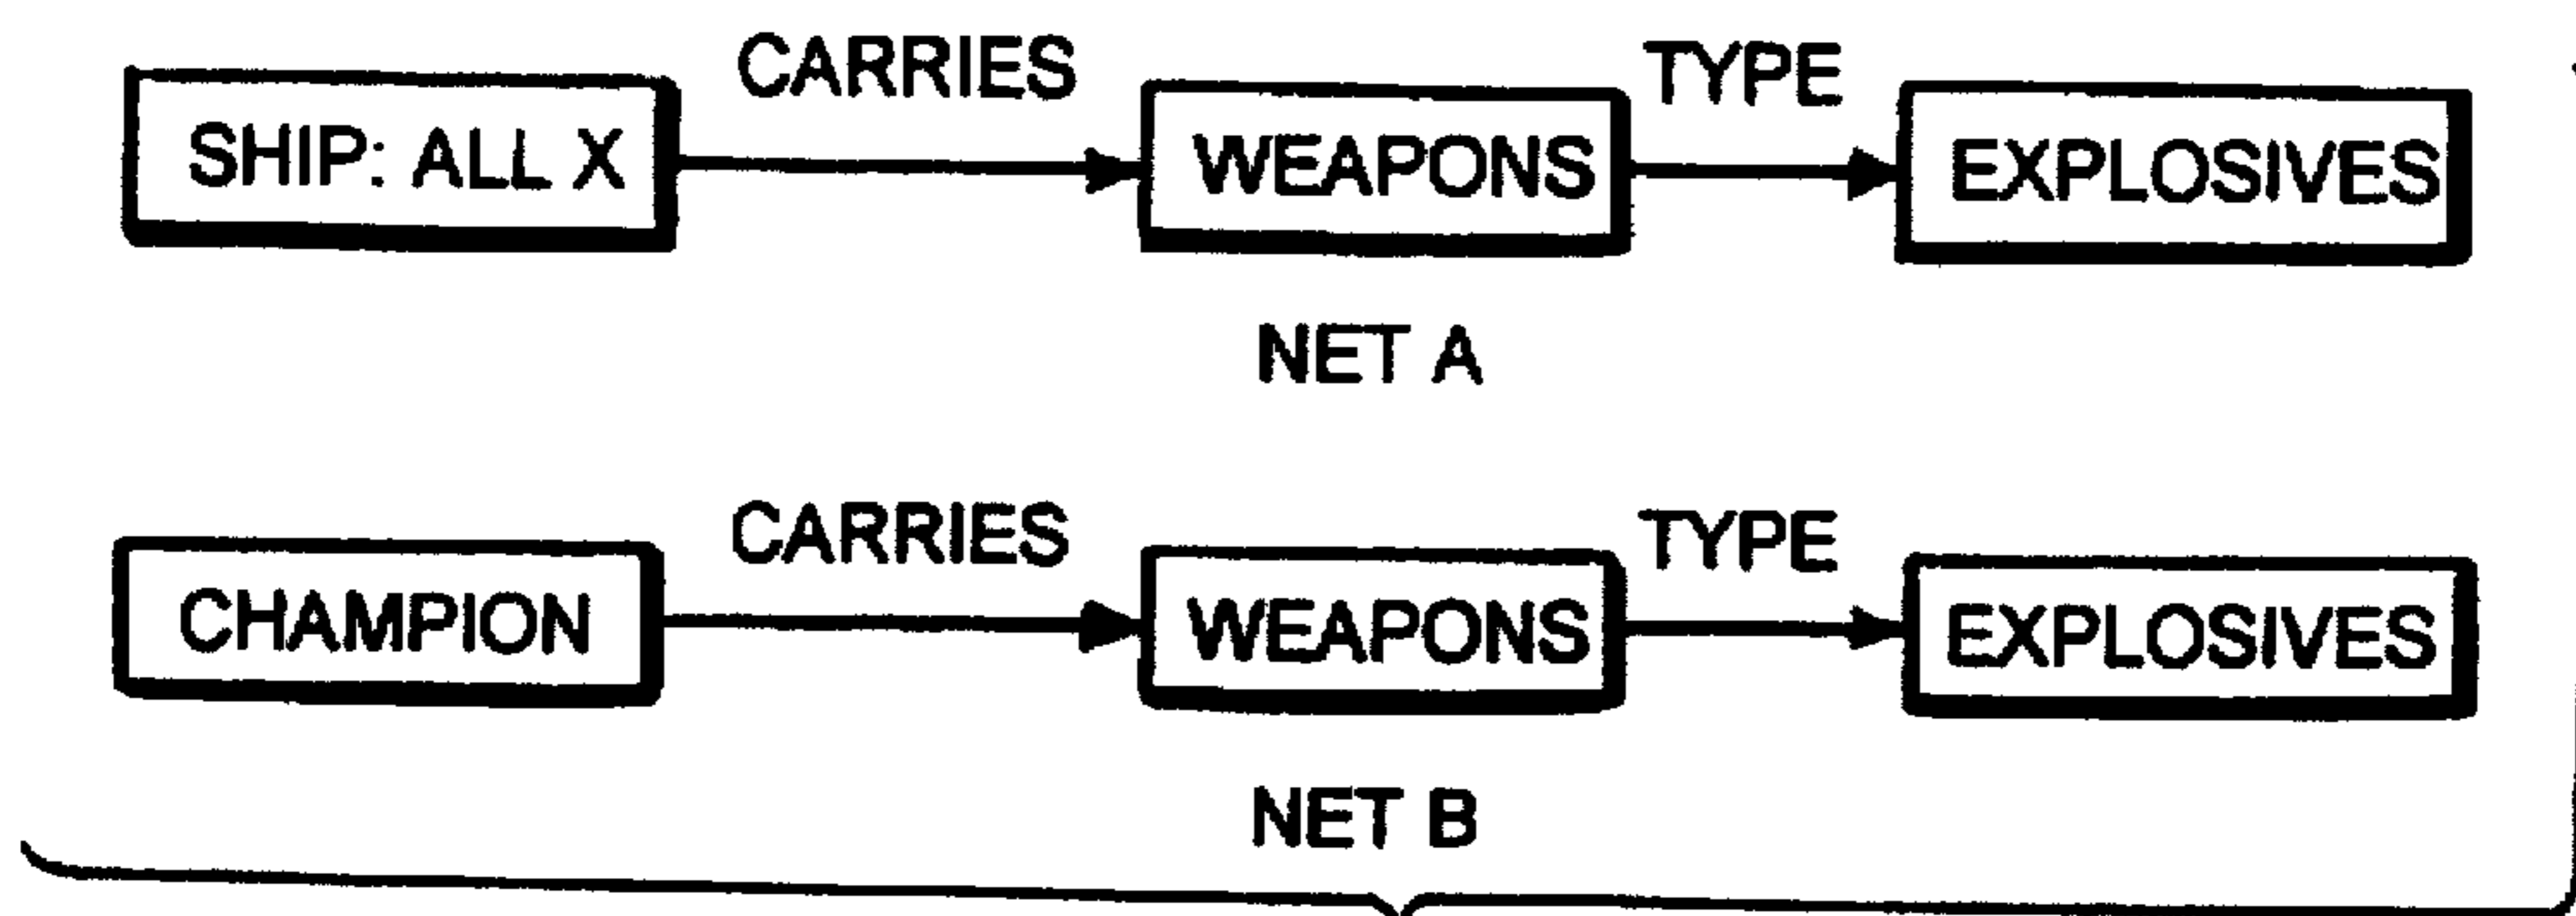 CARRIES TYPE
SHIP: ALL X WEAPONS EXPLOSIVES
NET A
CARRIES TYPE
CHAMPION WEAPONS EXPLOSIVES
NET B